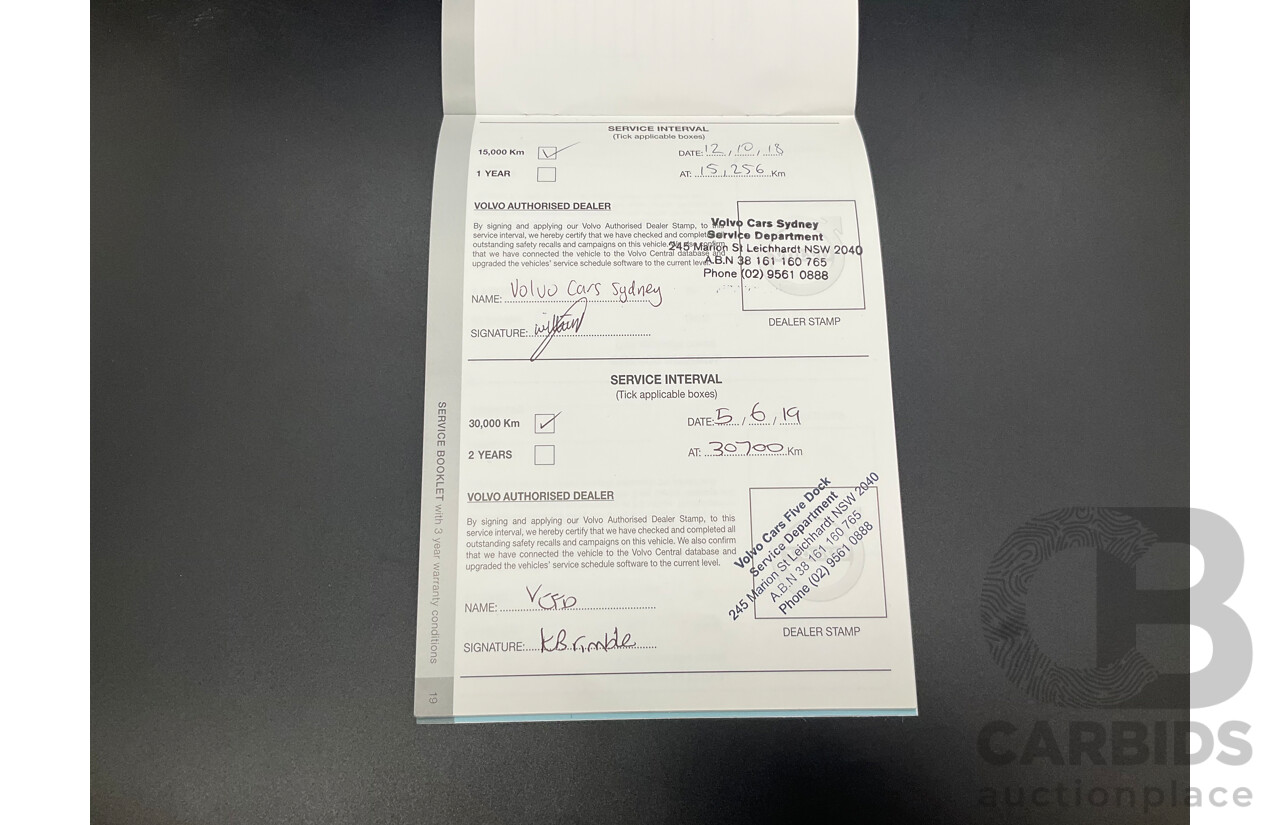 SERVICE INTERVAL
(Tick applicable boxes)
15,000 Km
DATE: 12 / 10 / 18
1 YEAR
AT: 15,256 Km
VOLVO AUTHORISED DEALER
By signing and applying our Volvo Authorised Dealer Stamp, to this
service interval, we hereby certify that we have checked and completed all
outstanding safety recalls and campaigns on this vehicle. We also confirm
that we have connected the vehicle to the Volvo Central database and
upgraded the vehicles' service schedule software to the current level.
Volvo Cars Sydney
Service Department
245 Marion St Leichhardt NSW 2040
A.B.N 38 161 160 765
Phone (02) 9561 0888
NAME: Volvo Cars Sydney
SIGNATURE:
DEALER STAMP
SERVICE INTERVAL
(Tick applicable boxes)
30,000 Km
DATE: 5 / 6 / 19
2 YEARS
AT: 30700 Km
VOLVO AUTHORISED DEALER
By signing and applying our Volvo Authorised Dealer Stamp, to this
service interval, we hereby certify that we have checked and completed all
outstanding safety recalls and campaigns on this vehicle. We also confirm
that we have connected the vehicle to the Volvo Central database and
upgraded the vehicles' service schedule software to the current level.
Volvo Cars Five Dock
Service Department
245 Marion St Leichhardt NSW 2040
A.B.N 38 161 160 765
Phone (02) 9561 0888
NAME: VCFD
SIGNATURE:
DEALER STAMP
SERVICE BOOKLET with 3 year warranty conditions
19
CB
CARBIDS
auctionplace